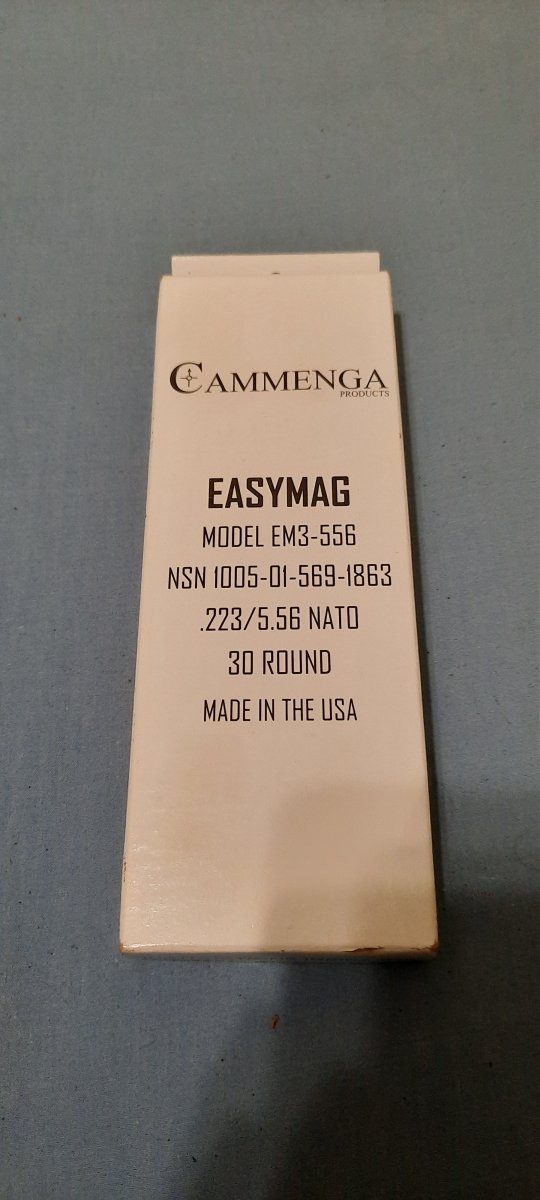 CAMMENGA
PRODUCTS
EASYMAG
MODEL EM3-556
NSN 1005-01-569-1863
.223/5.56 NATO
30 ROUND
MADE IN THE USA